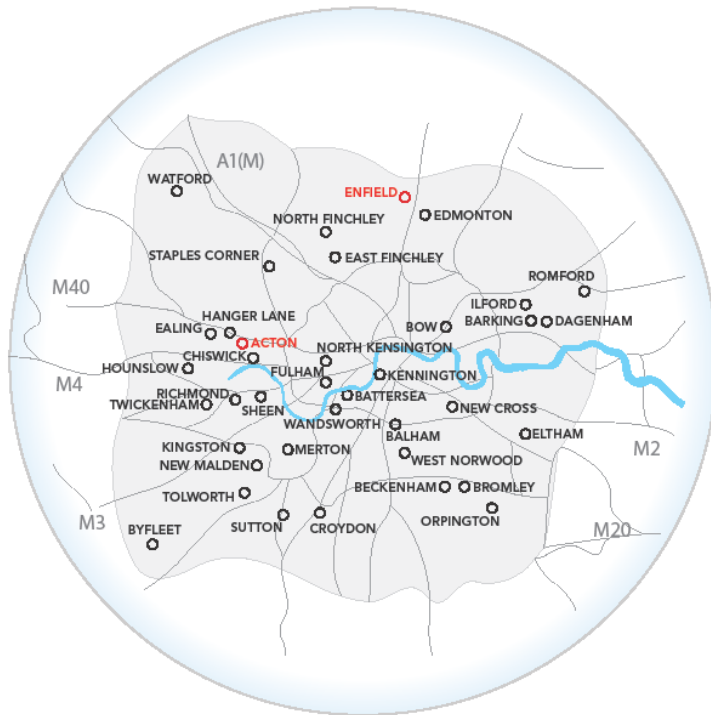 A1(M)
WATFORD
ENFIELD
EDMONTON
NORTH FINCHLEY
STAPLES CORNER
EAST FINCHLEY
ROMFORD
M40
ILFORD
HANGER LANE
EALING
BOW
BARKING
DAGENHAM
ACTON
NORTH KENSINGTON
CHISWICK
HOUNSLOW
FULHAM
KENNINGTON
M4
RICHMOND
BATTERSEA
TWICKENHAM
SHEEN
NEW CROSS
WANDSWORTH
BALHAM
ELTHAM
KINGSTON
MERTON
M2
WEST NORWOOD
NEW MALDEN
BECKENHAM
BROMLEY
TOLWORTH
ORPINGTON
M3
BYFLEET
SUTTON
CROYDON
M20